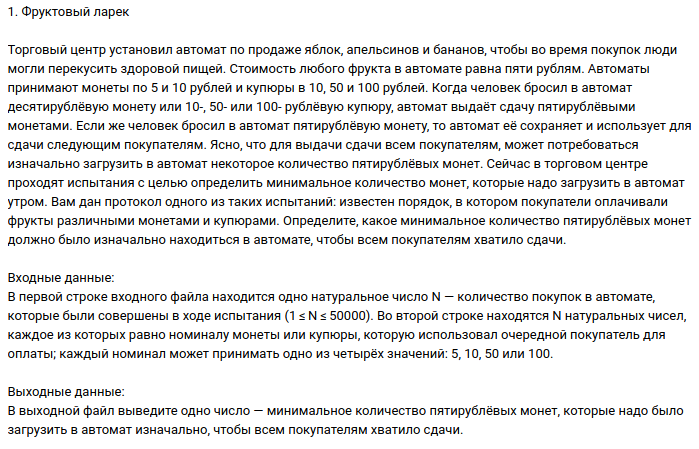 1. Фруктовый ларек
Торговый центр установил автомат по продаже яблок, апельсинов и бананов, чтобы во время покупок люди
могли перекусить здоровой пищей. Стоимость любого фрукта в автомате равна пяти рублям. Автоматы
принимают монеты по 5 и 10 рублей и купюры в 10, 50 и 100 рублей. Когда человек бросил в автомат
десятирублёвую монету или 10-, 50- или 100- рублёвую купюру, автомат выдаёт сдачу пятирублёвыми
монетами. Если же человек бросил в автомат пятирублёвую монету, то автомат её сохраняет и использует для
сдачи следующим покупателям. Ясно, что для выдачи сдачи всем покупателям, может потребоваться
изначально загрузить в автомат некоторое количество пятирублёвых монет. Сейчас в торговом центре
проходят испытания с целью определить минимальное количество монет, которые надо загрузить в автомат
утром. Вам дан протокол одного из таких испытаний: известен порядок, в котором покупатели оплачивали
фрукты различными монетами и купюрами. Определите, какое минимальное количество пятирублёвых монет
должно было изначально находиться в автомате, чтобы всем покупателям хватило сдачи.
Входные данные:
В первой строке входного файла находится одно натуральное число N — количество покупок в автомате,
которые были совершены в ходе испытания (1 ≤ N ≤ 50000). Во второй строке находятся N натуральных чисел,
каждое из которых равно номиналу монеты или купюры, которую использовал очередной покупатель для
оплаты; каждый номинал может принимать одно из четырёх значений: 5, 10, 50 или 100.
Выходные данные:
В выходной файл выведите одно число — минимальное количество пятирублёвых монет, которые надо было
загрузить в автомат изначально, чтобы всем покупателям хватило сдачи.